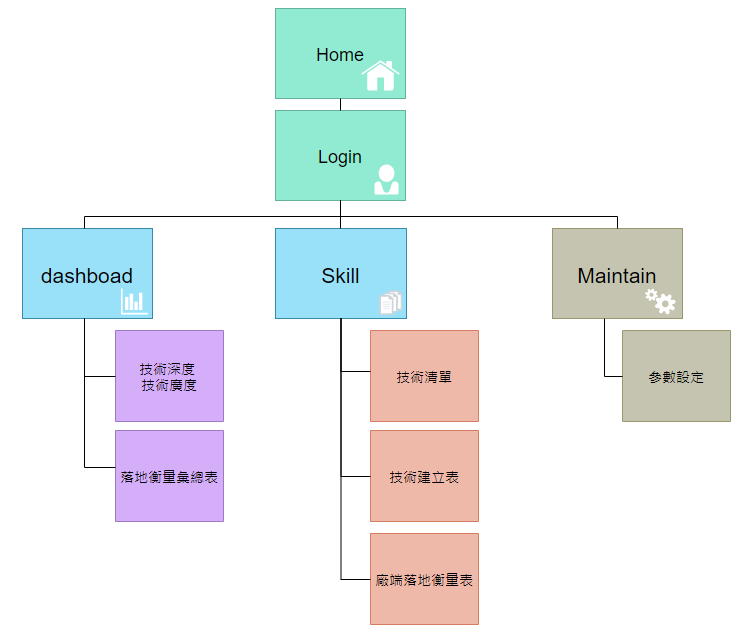 Home
Login
dashboad
Skill
Maintain
技術深度
技術廣度
技術清單
參數設定
落地衡量彙總表
技術建立表
廠端落地衡量表